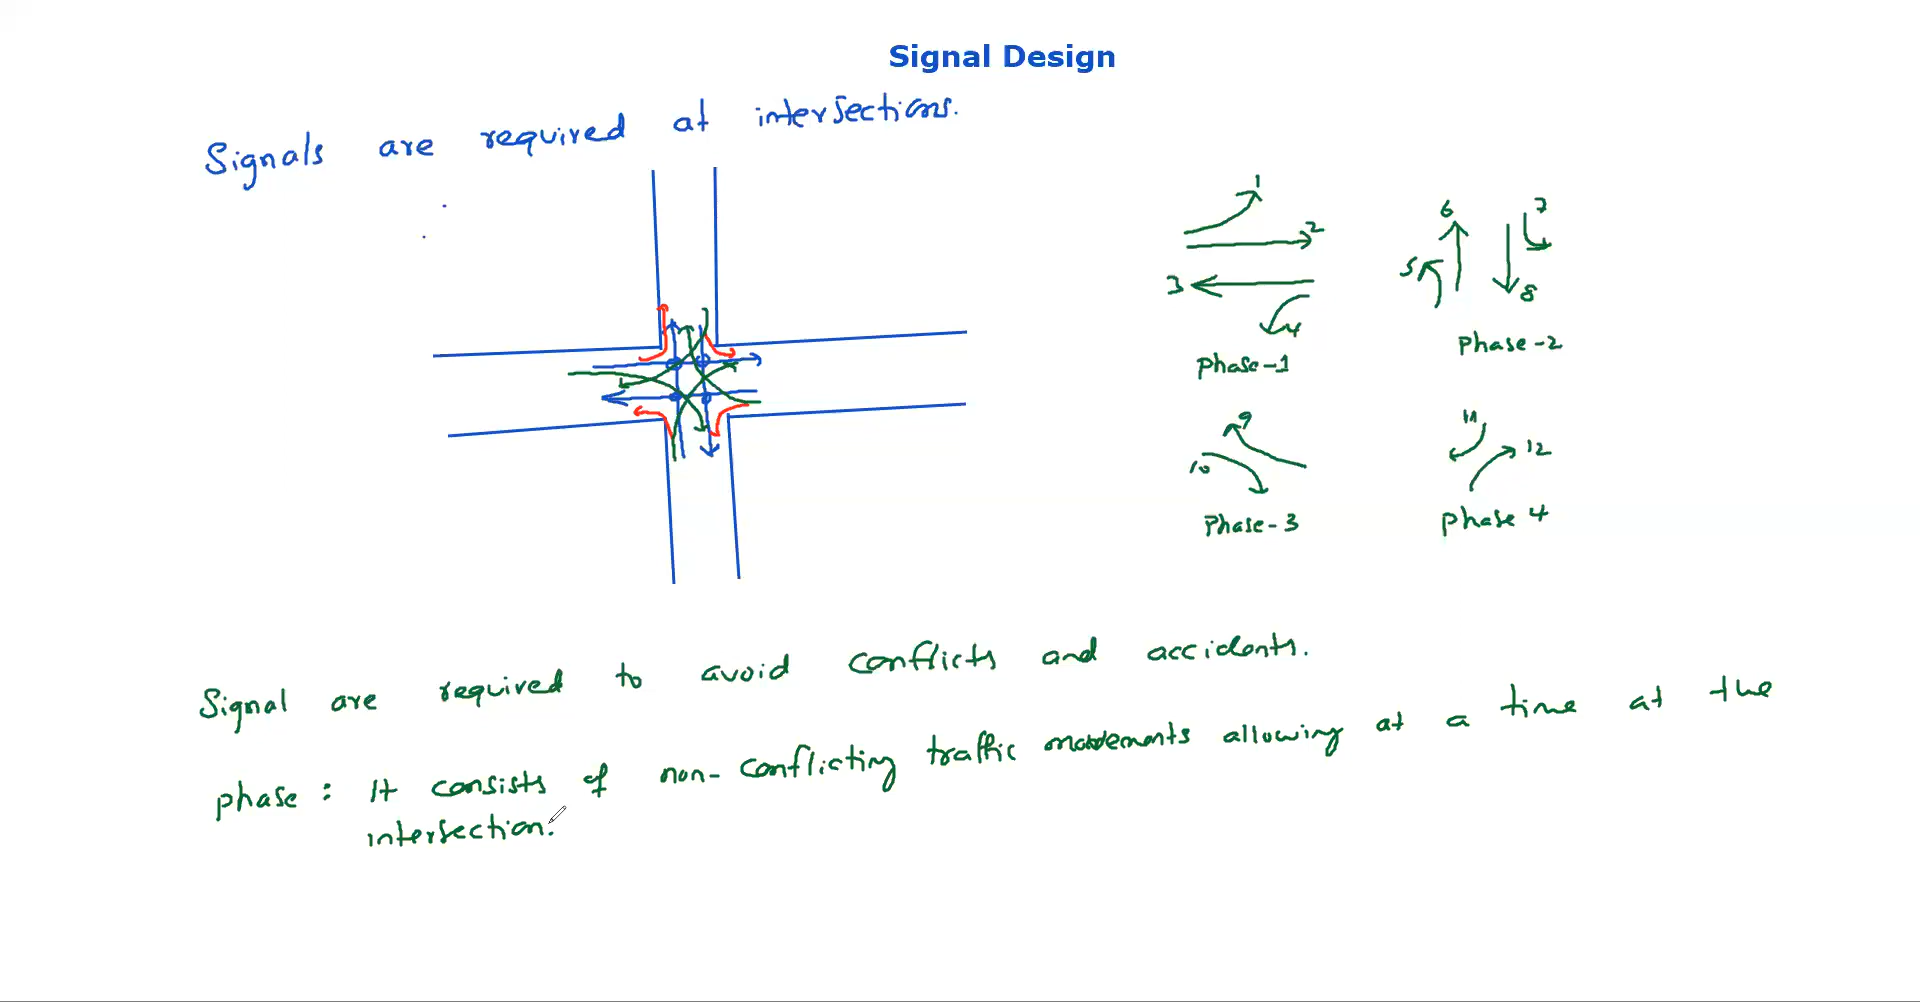 Signal Design
Signals are required at intersections.
1
2
3
4
Phase-1
6
7
5
8
Phase-2
9
10
Phase-3
11
12
Phase 4
Signal are required to avoid conflicts and accidents.
Phase : It consists of non-conflicting traffic movements allowing at a time at the
intersection.